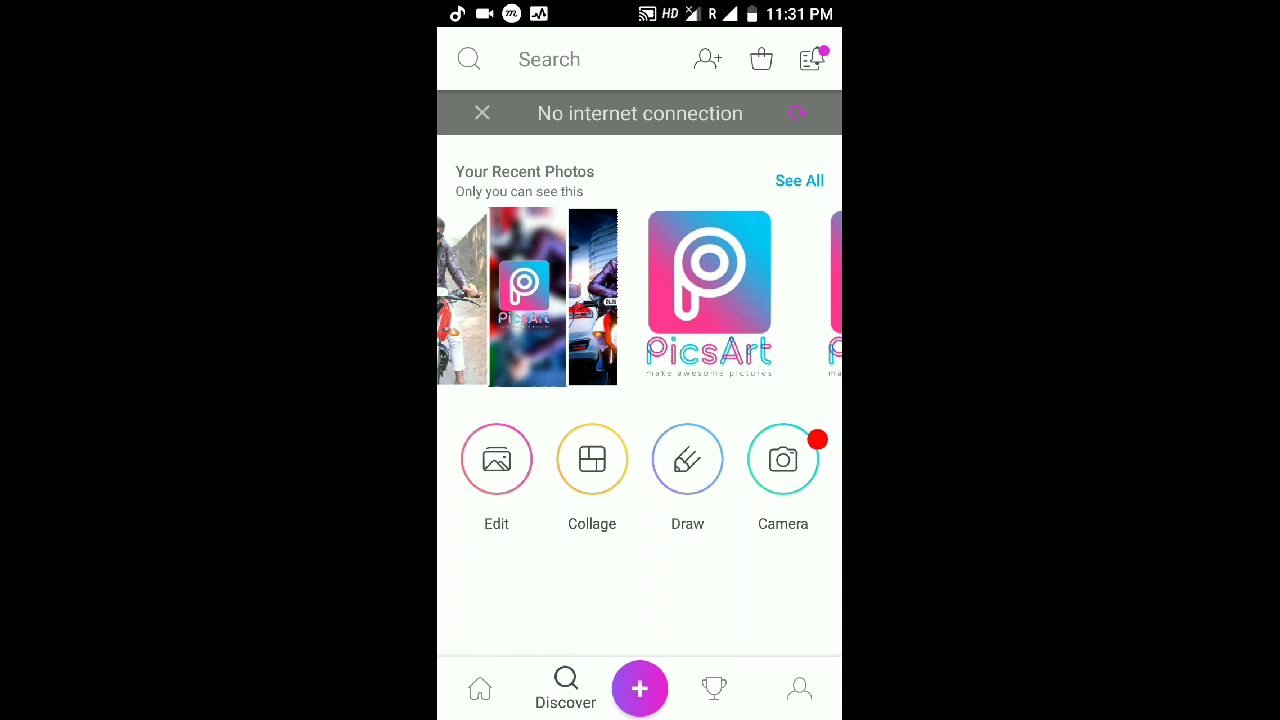 HD R 11:31 PM
Search
No internet connection
Your Recent Photos
Only you can see this
See All
PicsArt
PicsArt
make awesome pictures
Edit
Collage
Draw
Camera
Discover